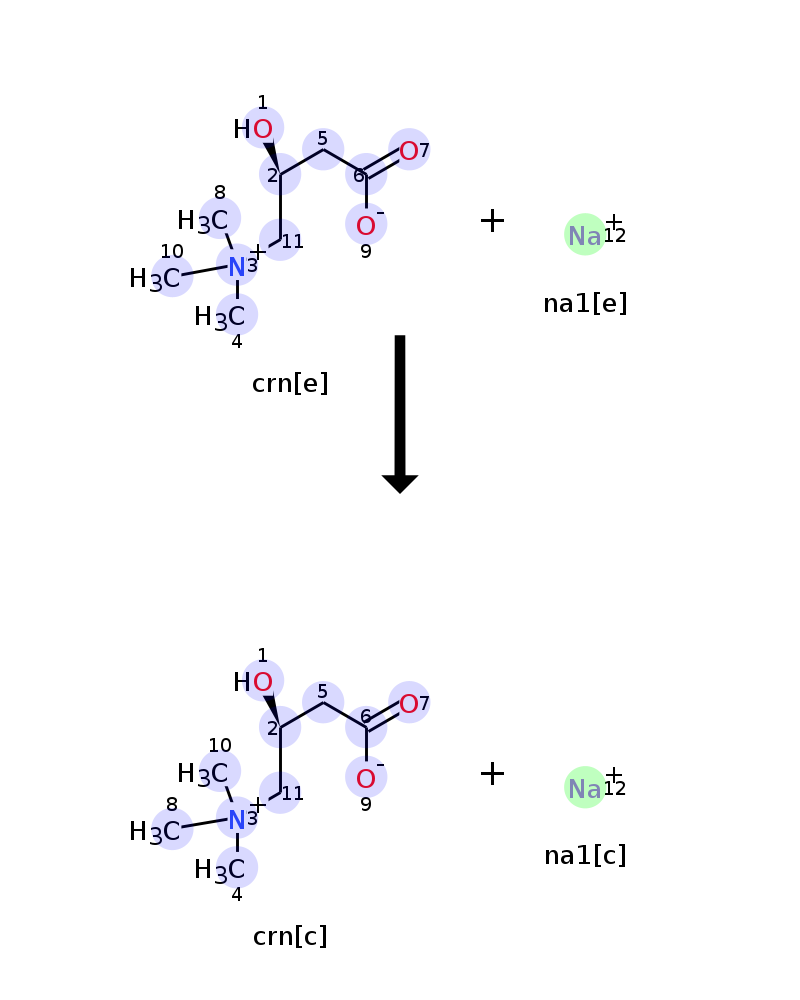 1
HO 5
2 6 O7
8
H3C O-
10 + 11 9
H3C N3
H3C
4
+ Na+12
na1[e]
crn[e]
1
HO 5
2 6 O7
10
H3C O-
8 + 11 9
H3C N3
H3C
4
+ Na+12
na1[c]
crn[c]